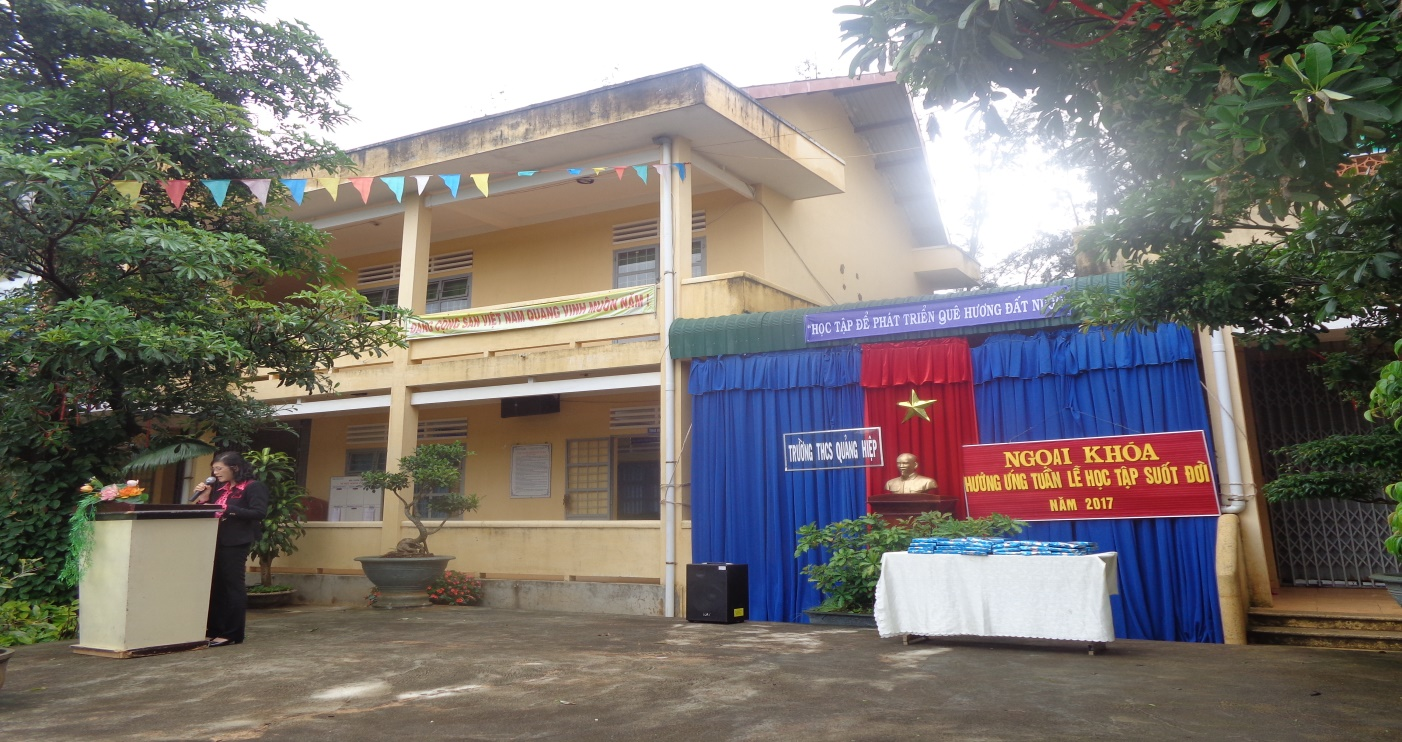 ĐẢNG CỘNG SẢN VIỆT NAM QUANG VINH MUÔN NĂM !
"HỌC TẬP ĐỂ PHÁT TRIỂN QUÊ HƯƠNG ĐẤT
TRƯỜNG THCS QUẢNG HIỆP
NGOẠI KHÓA
HƯỞNG ỨNG TUẦN LỄ HỌC TẬP SUỐT ĐỜI
NĂM 2017